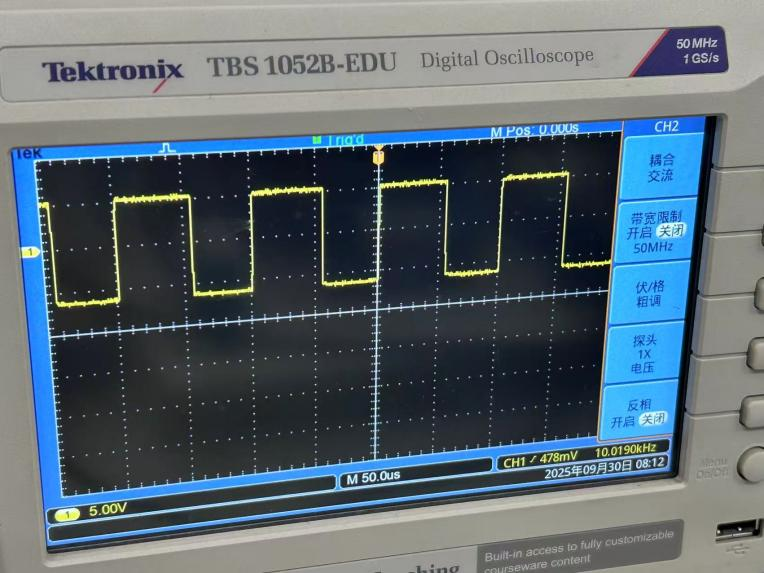 Tektronix TBS 1052B-EDU Digital Oscilloscope
50 MHz
1 GS/s
Tek
Trig'd
M Pos: 0.000s
CH2
耦合
交流
带宽限制
开启 关闭
50MHz
伏/格
粗调
探头
1X
电压
反相
开启 关闭
1
1 5.00V
M 50.0us
CH1 478mV 10.0190kHz
2025年09月30日 08:12
Menu
On/Off
Built-in access to fully customizable
courseware content